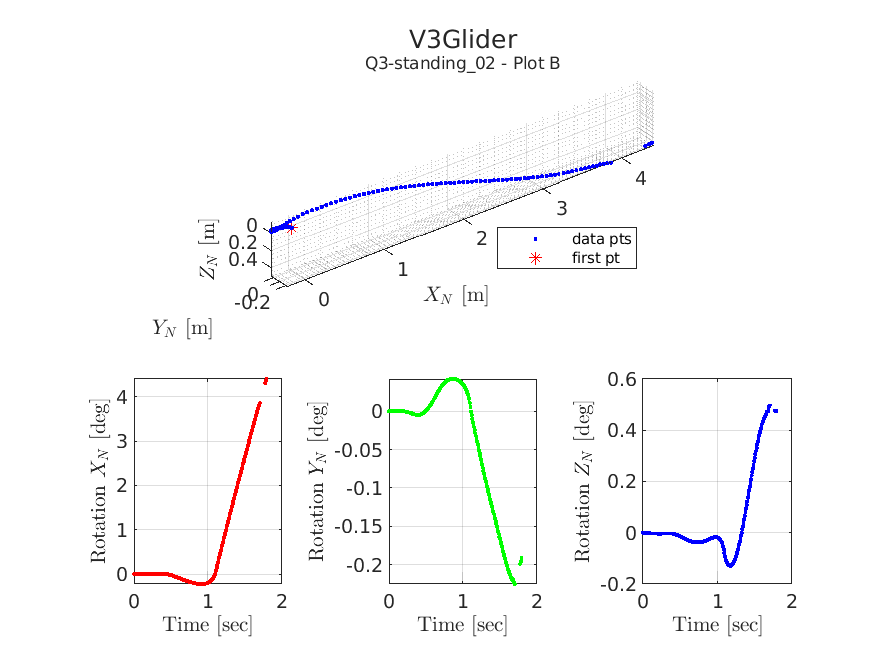 V3Glider
Q3-standing_02 - Plot B
0
0.2
0.4
Z_N [m]
0
-0.2
Y_N [m]
0
1
2
3
4
X_N [m]
data pts
first pt
4
3
2
1
0
Rotation X_N [deg]
0 1 2
Time [sec]
0
-0.05
-0.1
-0.15
-0.2
Rotation Y_N [deg]
0 1 2
Time [sec]
0.6
0.4
0.2
0
-0.2
Rotation Z_N [deg]
0 1 2
Time [sec]